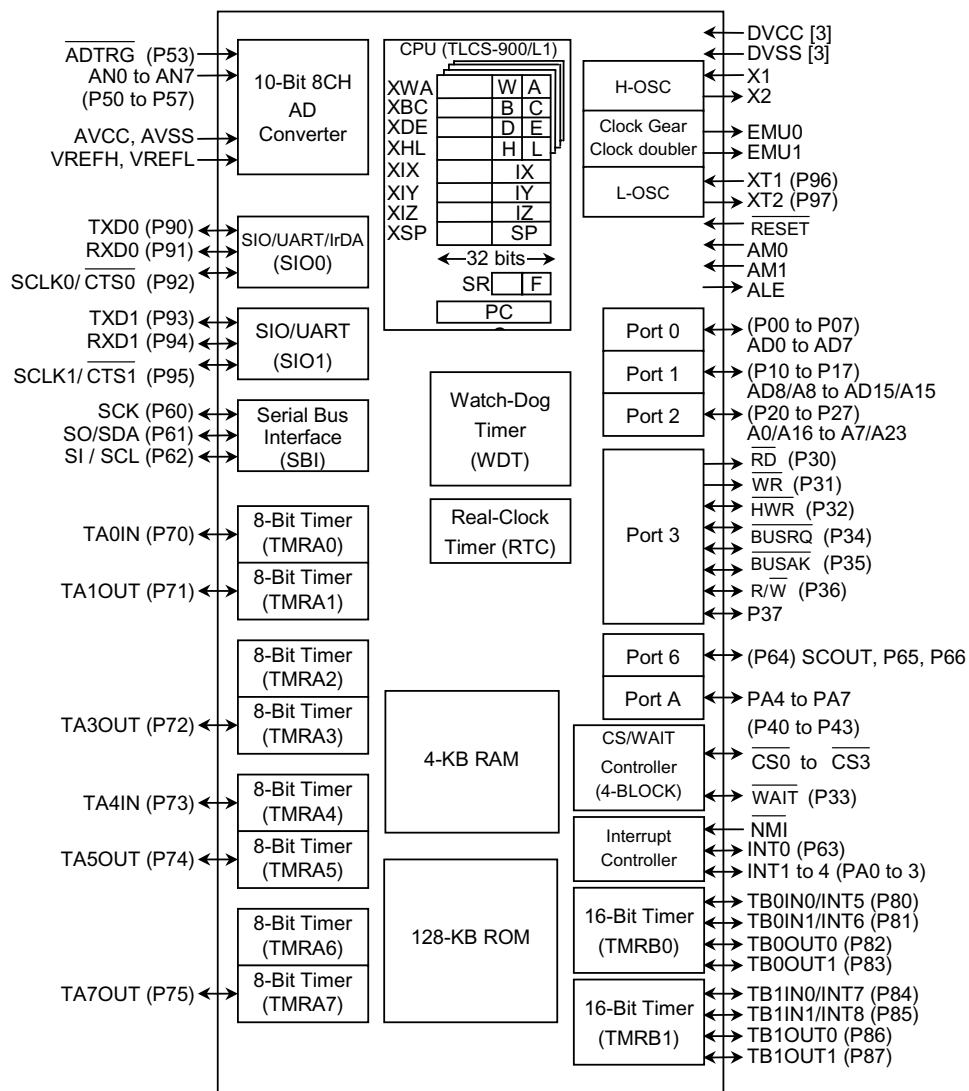 ADTRG (P53)
AN0 to AN7
(P50 to P57)
AVCC, AVSS
VREFH, VREFL
10-Bit 8CH
AD
Converter
TXD0 (P90)
RXD0 (P91)
SCLK0/ CTS0 (P92)
SIO/UART/IrDA
(SIO0)
TXD1 (P93)
RXD1 (P94)
SCLK1/ CTS1 (P95)
SIO/UART
(SIO1)
SCK (P60)
SO/SDA (P61)
SI / SCL (P62)
Serial Bus
Interface
(SBI)
TA0IN (P70)
8-Bit Timer
(TMRA0)
TA1OUT (P71)
8-Bit Timer
(TMRA1)
8-Bit Timer
(TMRA2)
TA3OUT (P72)
8-Bit Timer
(TMRA3)
TA4IN (P73)
8-Bit Timer
(TMRA4)
TA5OUT (P74)
8-Bit Timer
(TMRA5)
8-Bit Timer
(TMRA6)
TA7OUT (P75)
8-Bit Timer
(TMRA7)
CPU (TLCS-900/L1)
XWA W A
XBC B C
XDE D E
XHL H L
XIX IX
XIY IY
XIZ IZ
XSP SP
32 bits
SR F
PC
Watch-Dog
Timer
(WDT)
Real-Clock
Timer (RTC)
4-KB RAM
128-KB ROM
H-OSC
Clock Gear
Clock doubler
L-OSC
DVCC [3]
DVSS [3]
X1
X2
EMU0
EMU1
XT1 (P96)
XT2 (P97)
RESET
AM0
AM1
ALE
Port 0
(P00 to P07)
AD0 to AD7
Port 1
(P10 to P17)
AD8/A8 to AD15/A15
Port 2
(P20 to P27)
A0/A16 to A7/A23
Port 3
RD (P30)
WR (P31)
HWR (P32)
BUSRQ (P34)
BUSAK (P35)
R/W (P36)
P37
Port 6
(P64) SCOUT, P65, P66
Port A
PA4 to PA7
(P40 to P43)
CS/WAIT
Controller
(4-BLOCK)
CS0 to CS3
WAIT (P33)
Interrupt
Controller
NMI
INT0 (P63)
INT1 to 4 (PA0 to 3)
16-Bit Timer
(TMRB0)
TB0IN0/INT5 (P80)
TB0IN1/INT6 (P81)
TB0OUT0 (P82)
TB0OUT1 (P83)
16-Bit Timer
(TMRB1)
TB1IN0/INT7 (P84)
TB1IN1/INT8 (P85)
TB1OUT0 (P86)
TB1OUT1 (P87)